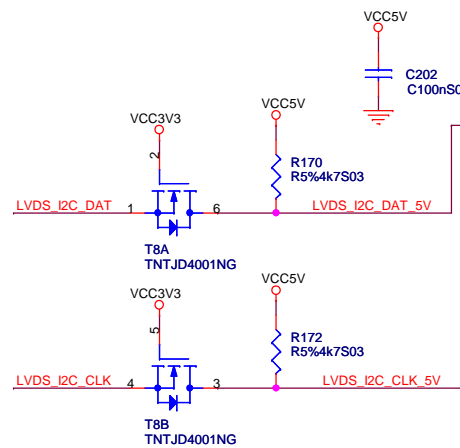 VCC5V
C202
C100nS0
VCC3V3
VCC5V
2
R170
R5%4k7S03
LVDS_I2C_DAT
1
6
LVDS_I2C_DAT_5V
T8A
TNTJD4001NG
VCC3V3
VCC5V
5
R172
R5%4k7S03
LVDS_I2C_CLK
4
3
LVDS_I2C_CLK_5V
T8B
TNTJD4001NG